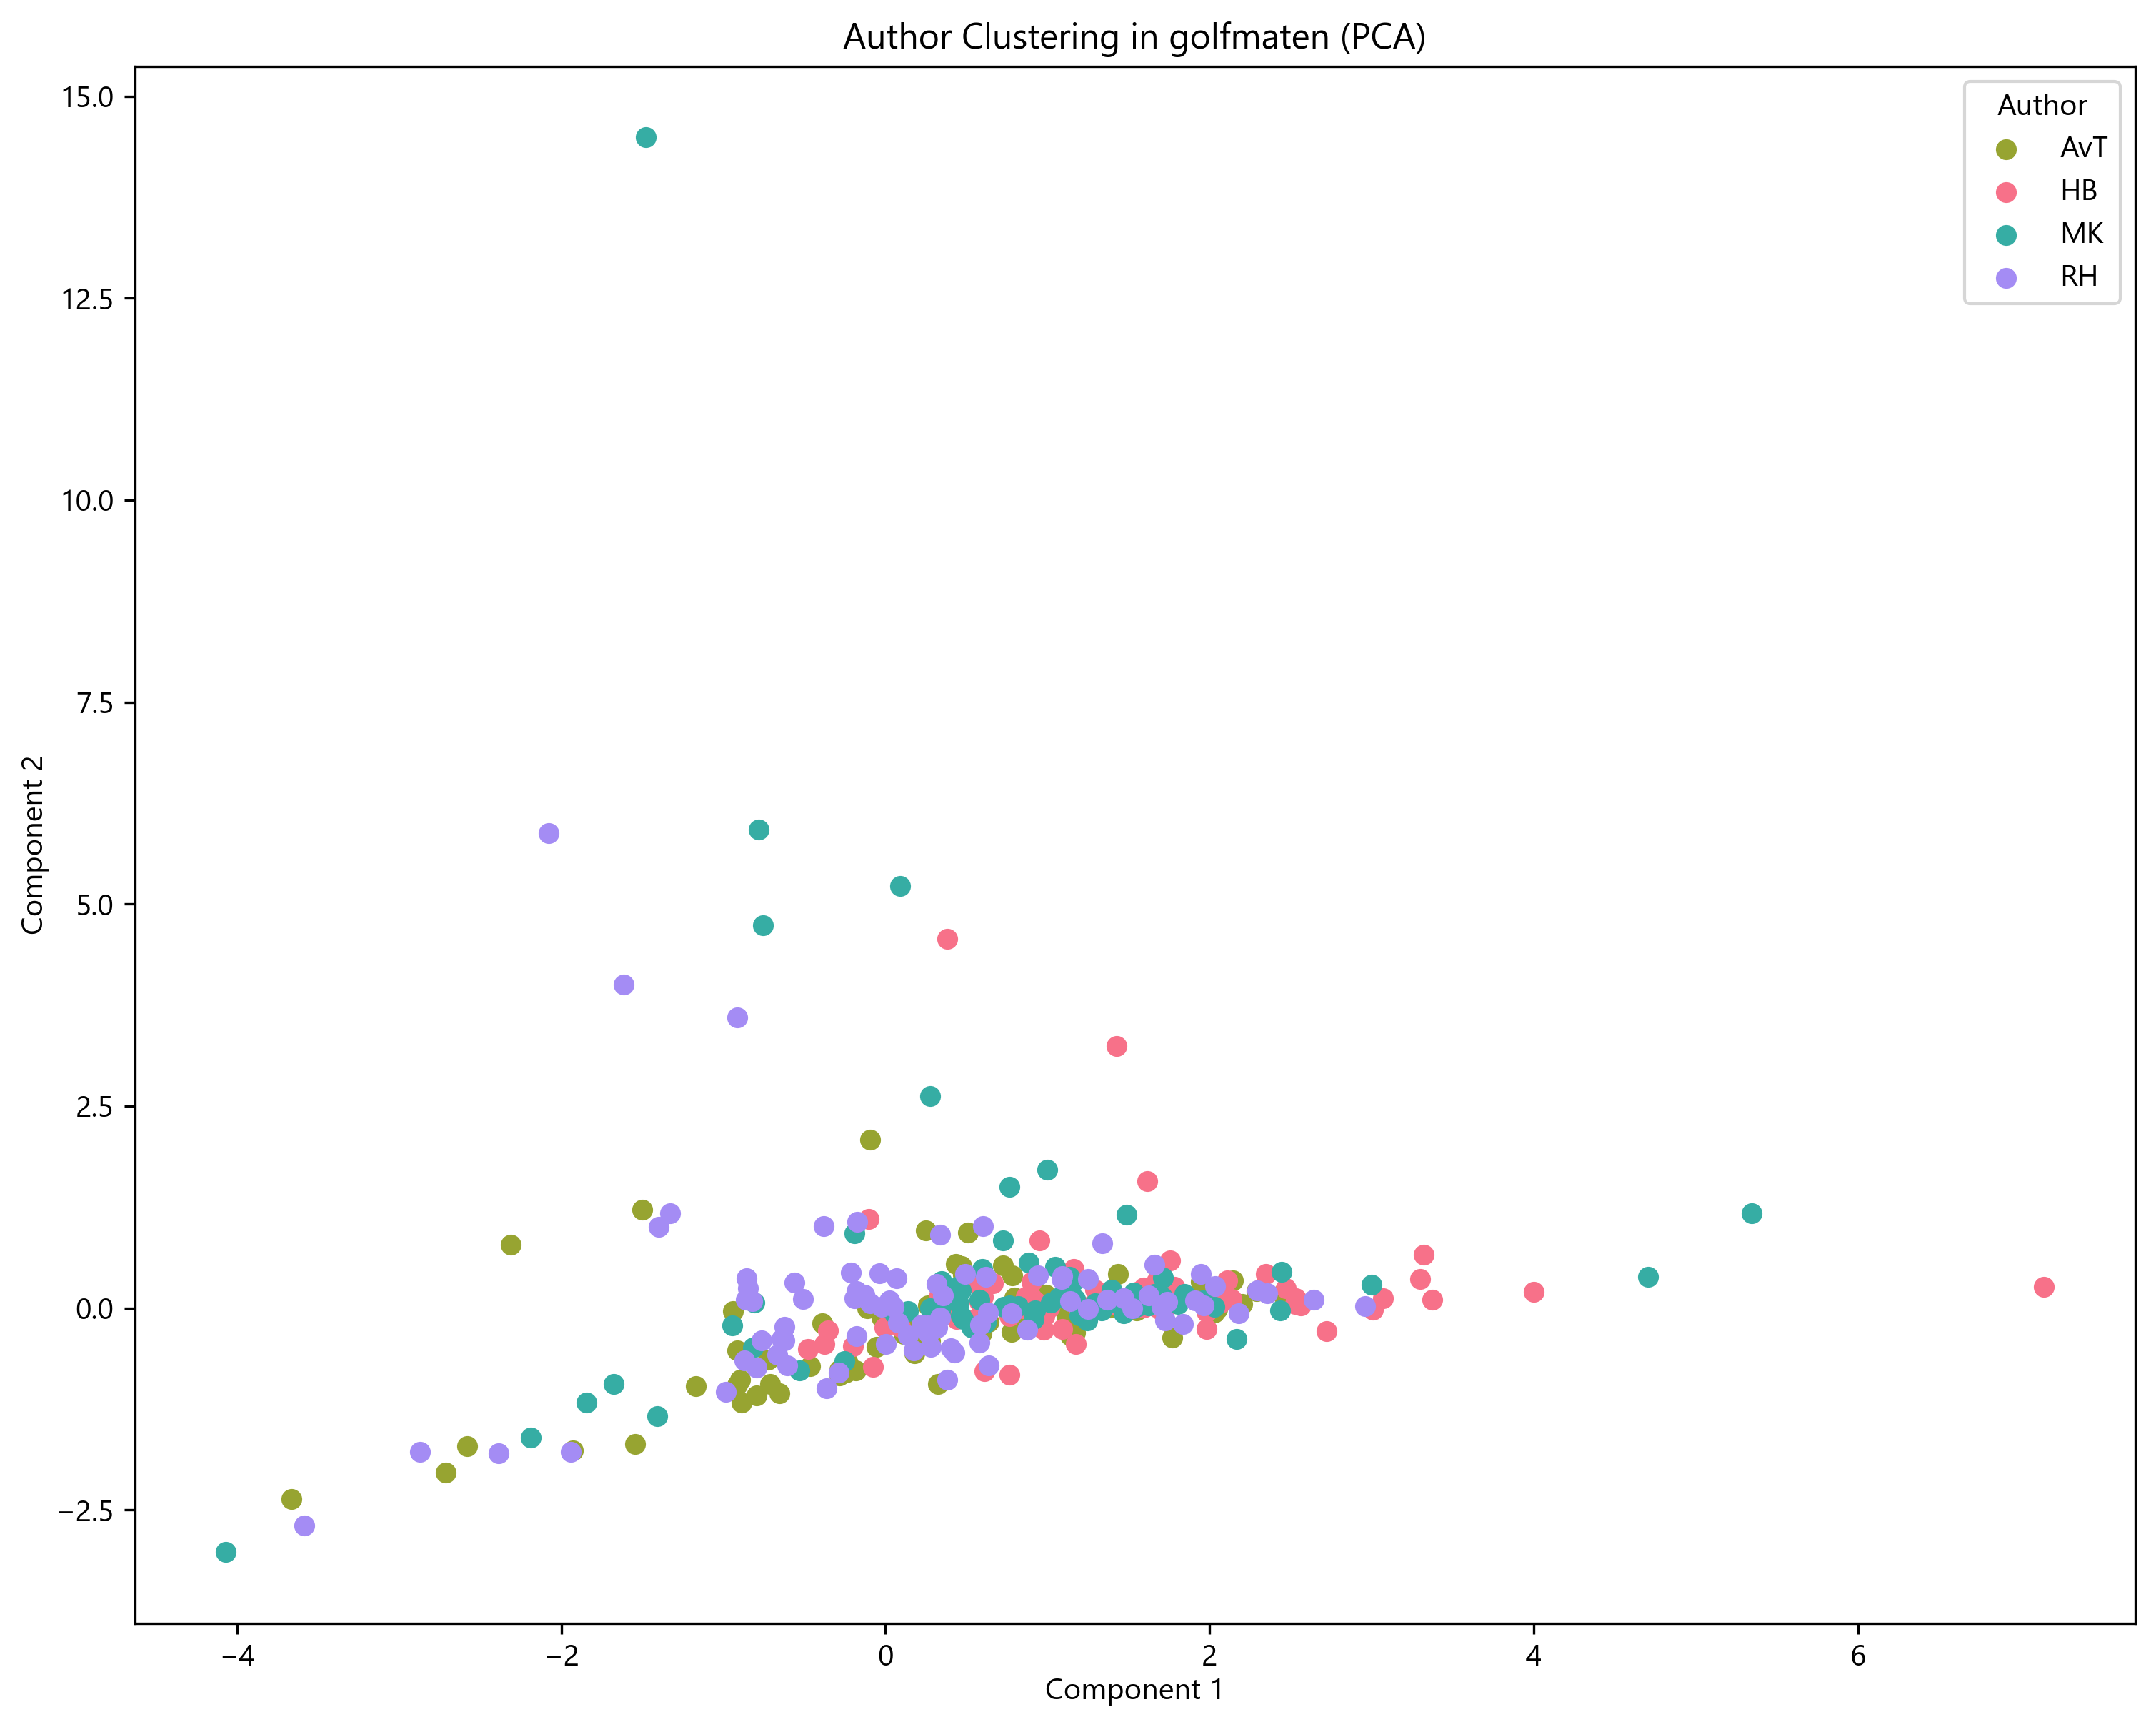 Author Clustering in golfmaten (PCA)
Author
AvT
HB
MK
RH
15.0
12.5
10.0
7.5
5.0
2.5
0.0
−2.5
Component 2
−4
−2
0
2
4
6
Component 1